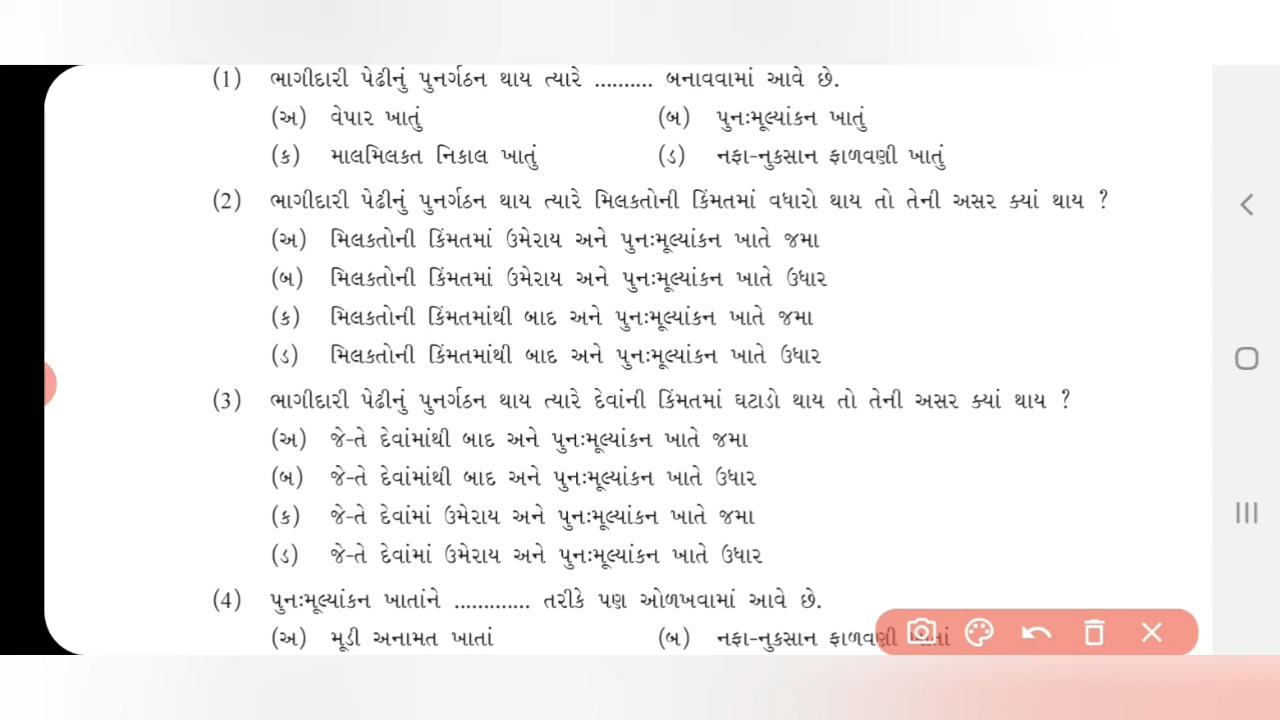 (1) ભાગીદારી પેઢીનું પુનર્ગઠન થાય ત્યારે .......... બનાવવામાં આવે છે.
(અ) વેપાર ખાતું (બ) પુનઃમૂલ્યાંકન ખાતું
(ક) માલમિલકત નિકાલ ખાતું (ડ) નફા-નુકસાન ફાળવણી ખાતું
(2) ભાગીદારી પેઢીનું પુનર્ગઠન થાય ત્યારે મિલકતોની કિંમતમાં વધારો થાય તો તેની અસર ક્યાં થાય ?
(અ) મિલકતોની કિંમતમાં ઉમેરાય અને પુનઃમૂલ્યાંકન ખાતે જમા
(બ) મિલકતોની કિંમતમાં ઉમેરાય અને પુનઃમૂલ્યાંકન ખાતે ઉધાર
(ક) મિલકતોની કિંમતમાંથી બાદ અને પુનઃમૂલ્યાંકન ખાતે જમા
(ડ) મિલકતોની કિંમતમાંથી બાદ અને પુનઃમૂલ્યાંકન ખાતે ઉધાર
(3) ભાગીદારી પેઢીનું પુનર્ગઠન થાય ત્યારે દેવાંની કિંમતમાં ઘટાડો થાય તો તેની અસર ક્યાં થાય ?
(અ) જે-તે દેવાંમાંથી બાદ અને પુનઃમૂલ્યાંકન ખાતે જમા
(બ) જે-તે દેવાંમાંથી બાદ અને પુનઃમૂલ્યાંકન ખાતે ઉધાર
(ક) જે-તે દેવાંમાં ઉમેરાય અને પુનઃમૂલ્યાંકન ખાતે જમા
(ડ) જે-તે દેવાંમાં ઉમેરાય અને પુનઃમૂલ્યાંકન ખાતે ઉધાર
(4) પુનઃમૂલ્યાંકન ખાતાંને ............. તરીકે પણ ઓળખવામાં આવે છે.
(અ) મૂડી અનામત ખાતાં (બ) નફા-નુકસાન ફાળવણી ખાતાં